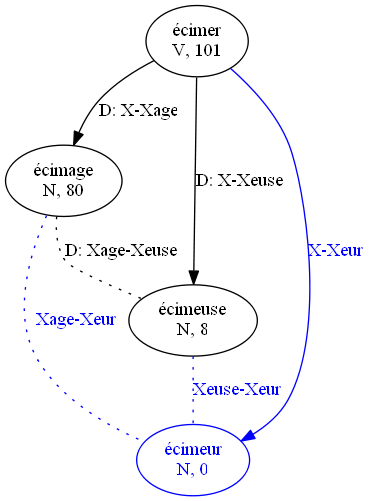 écimer
V, 101
D: X-Xage
écimage
N, 80
D: X-Xeuse
D: Xage-Xeuse
X-Xeur
écimeuse
N, 8
Xage-Xeur
Xeuse-Xeur
écimeur
N, 0